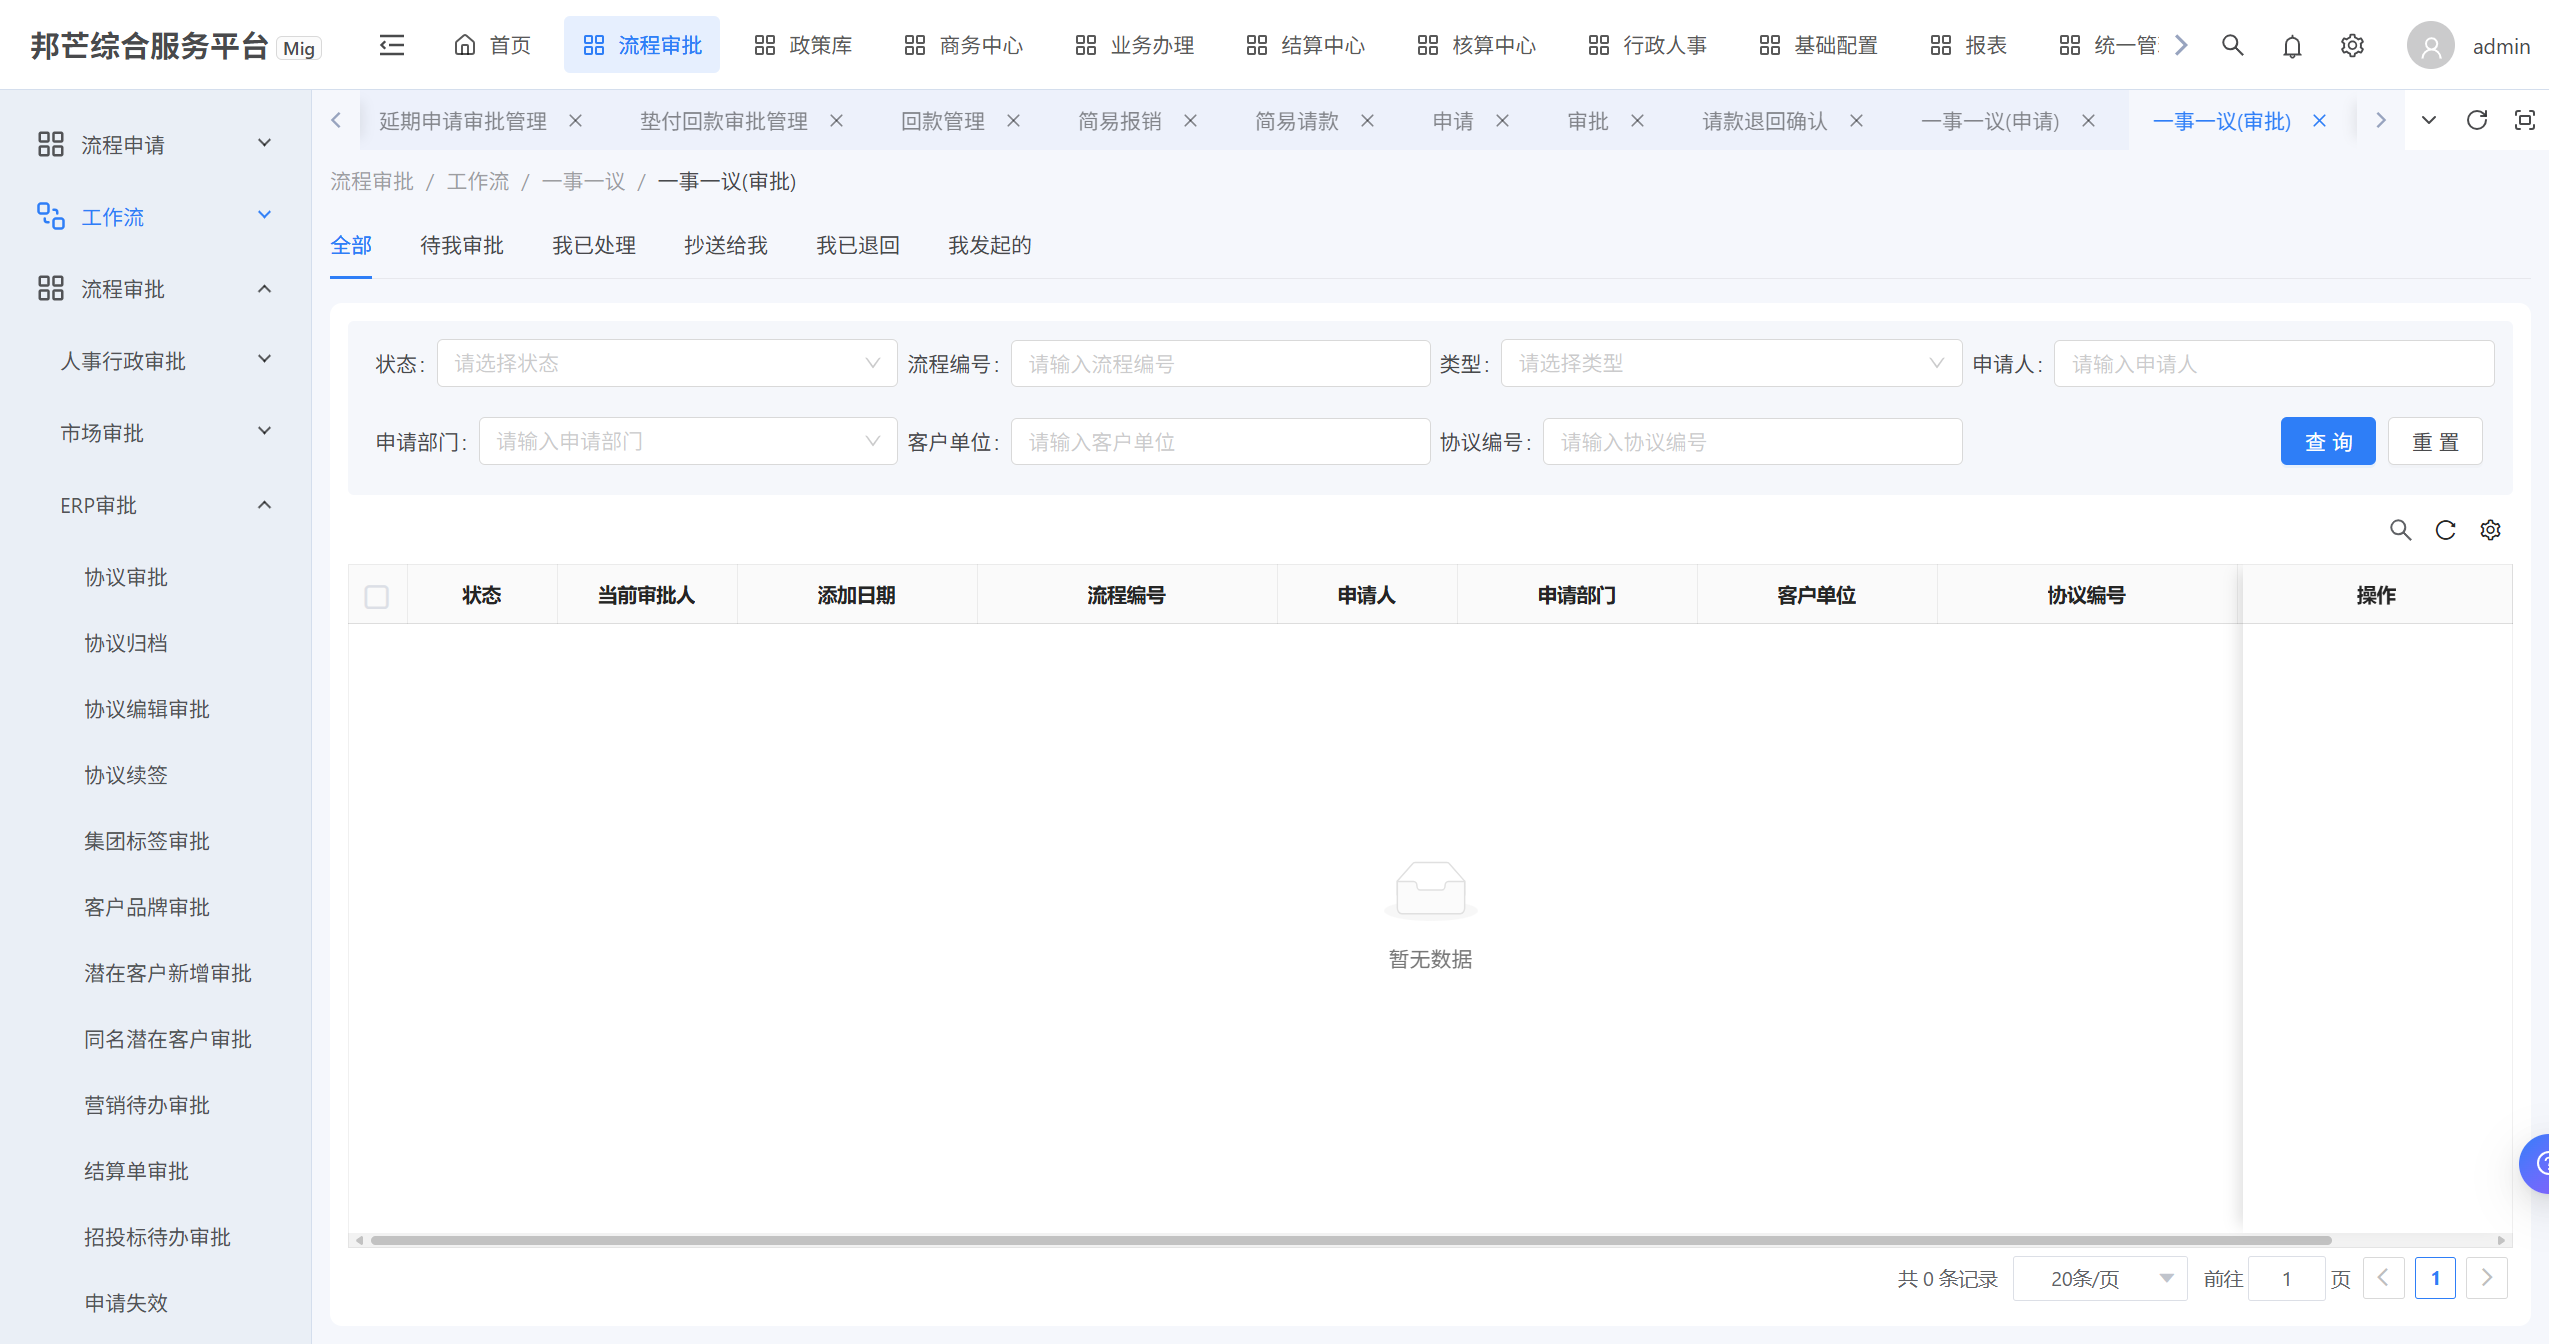 邦芒综合服务平台 Mig 首页 流程审批 政策库 商务中心 业务办理 结算中心 核算中心 行政人事 基础配置 报表 统一管 admin
延期申请审批管理 垫付回款审批管理 回款管理 简易报销 简易请款 申请 审批 请款退回确认 一事一议(申请) 一事一议(审批)
流程审批 / 工作流 / 一事一议 / 一事一议(审批)
全部 待我审批 我已处理 抄送给我 我已退回 我发起的
流程申请
工作流
流程审批
人事行政审批
市场审批
ERP审批
协议审批
协议归档
协议编辑审批
协议续签
集团标签审批
客户品牌审批
潜在客户新增审批
同名潜在客户审批
营销待办审批
结算单审批
招投标待办审批
申请失效
状态: 请选择状态 流程编号: 请输入流程编号 类型: 请选择类型 申请人: 请输入申请人
申请部门: 请输入申请部门 客户单位: 请输入客户单位 协议编号: 请输入协议编号 查 询 重 置
状态 当前审批人 添加日期 流程编号 申请人 申请部门 客户单位 协议编号 操作
暂无数据
共 0 条记录 20条/页 前往 1 页 1